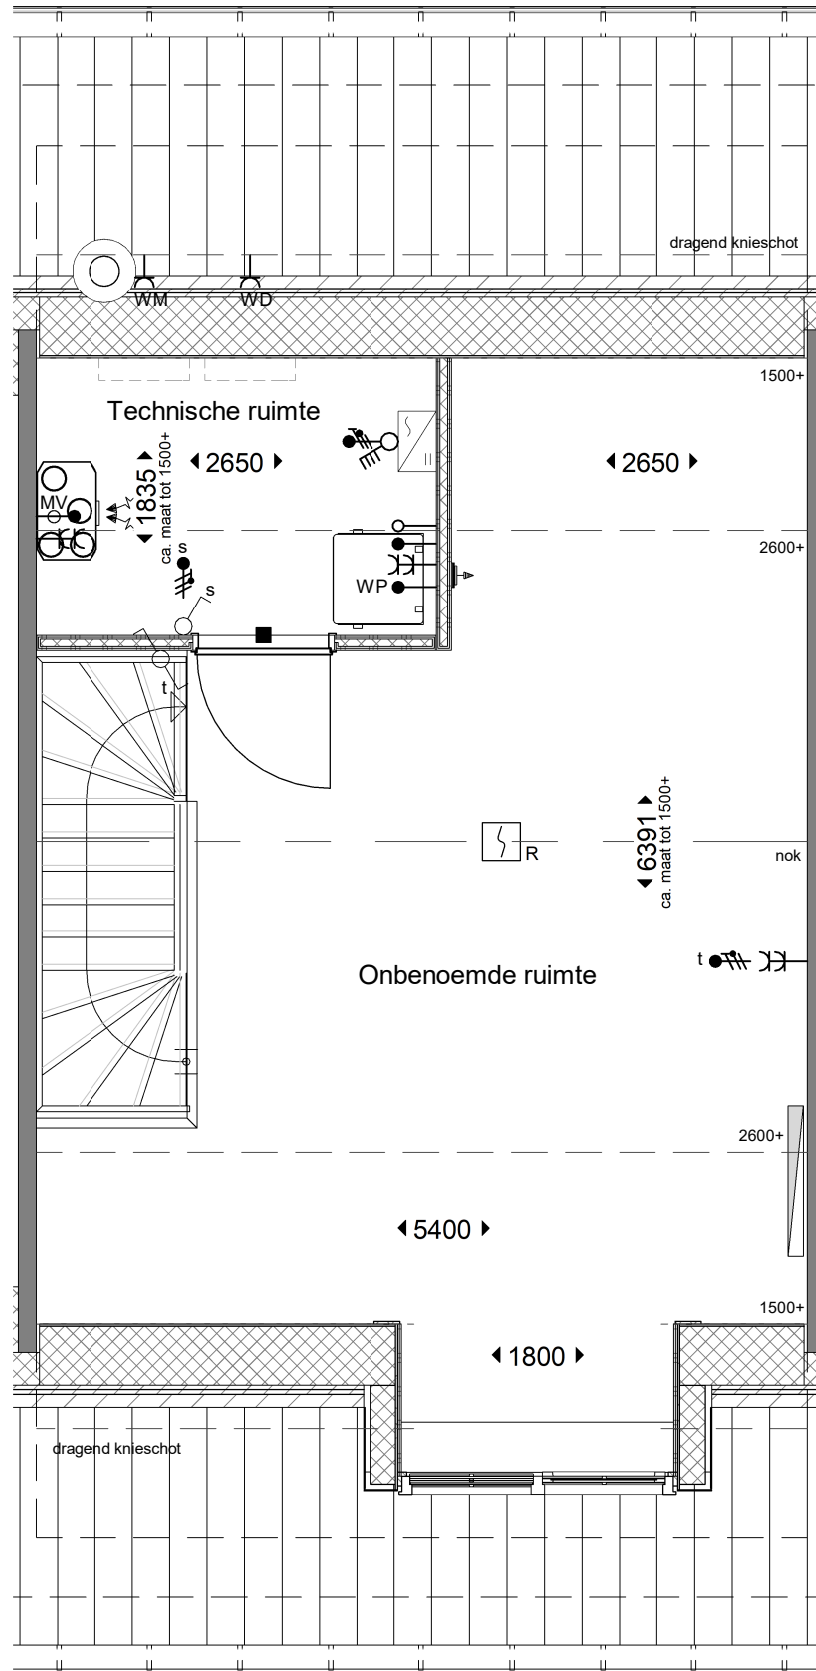 dragend knieschot
WM
WD
1500+
Technische ruimte
2650
2650
1835
ca. maat tot 1500+
MV
2600+
s
s
WP
t
R
6391
ca. maat tot 1500+
nok
t
Onbenoemde ruimte
2600+
5400
1500+
1800
dragend knieschot